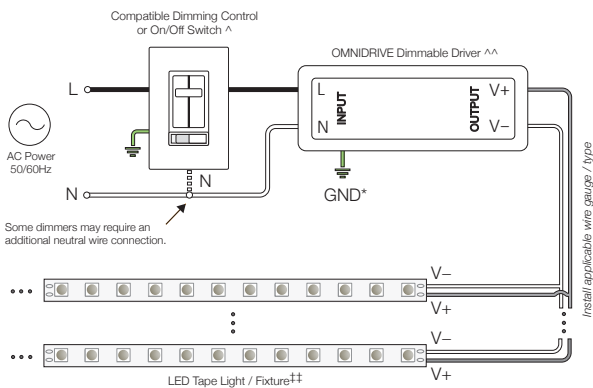 Compatible Dimming Control
or On/Off Switch ^
OMNIDRIVE Dimmable Driver ^^
L
L
INPUT
OUTPUT
V+
N
V–
AC Power
50/60Hz
N
N
GND*
Some dimmers may require an
additional neutral wire connection.
Install applicable wire gauge / type
V–
V+
V–
V+
LED Tape Light / Fixture‡‡